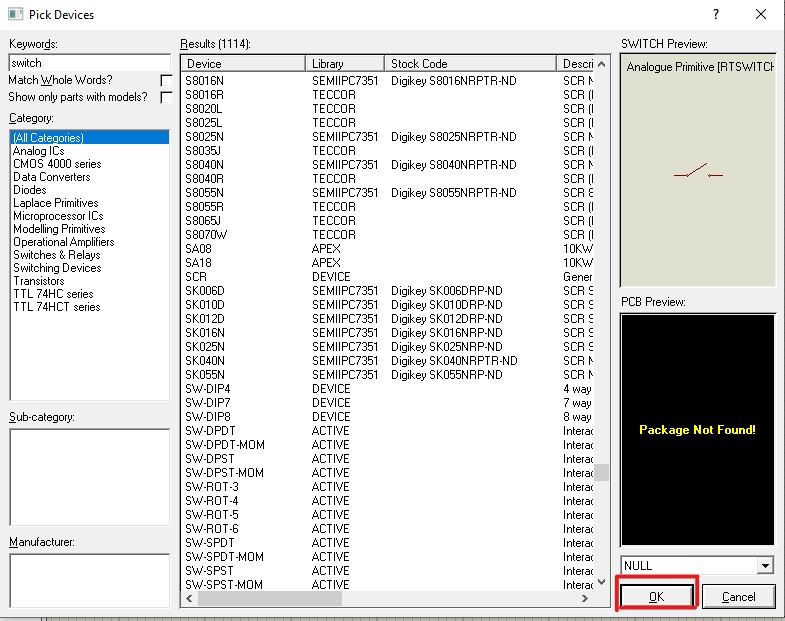 Pick Devices
?
Keywords:
switch
Match Whole Words?
Show only parts with models?
Category:
(All Categories)
Analog ICs
CMOS 4000 series
Data Converters
Diodes
Laplace Primitives
Microprocessor ICs
Modelling Primitives
Operational Amplifiers
Switches & Relays
Switching Devices
Transistors
TTL 74HC series
TTL 74HCT series
Sub-category:
Manufacturer:
Results (1114):
Device Library Stock Code Descri
S8016N SEMIIPC7351 Digikey S8016NRPTR-ND SCR N
S8016R TECCOR SCR (I
S8020L TECCOR SCR (I
S8025L TECCOR SCR (I
S8025N SEMIIPC7351 Digikey S8025NRPTR-ND SCR N
S8035J TECCOR SCR (I
S8040N SEMIIPC7351 Digikey S8040NRPTR-ND SCR N
S8040R TECCOR SCR (I
S8055N SEMIIPC7351 Digikey S8055NRPTR-ND SCR 8
S8055R TECCOR SCR (I
S8065J TECCOR SCR (I
S8070W TECCOR SCR (I
SA08 APEX 10KW
SA18 APEX 10KW
SCR DEVICE Gener
SK006D SEMIIPC7351 Digikey SK006DRP-ND SCR S
SK010D SEMIIPC7351 Digikey SK010DRP-ND SCR S
SK012D SEMIIPC7351 Digikey SK012DRP-ND SCR S
SK016N SEMIIPC7351 Digikey SK016NRP-ND SCR N
SK025N SEMIIPC7351 Digikey SK025NRP-ND SCR N
SK040N SEMIIPC7351 Digikey SK040NRPTR-ND SCR N
SK055N SEMIIPC7351 Digikey SK055NRP-ND SCR N
SW-DIP4 DEVICE 4 way
SW-DIP7 DEVICE 7 way
SW-DIP8 DEVICE 8 way
SW-DPDT ACTIVE Interac
SW-DPDT-MOM ACTIVE Interac
SW-DPST ACTIVE Interac
SW-DPST-MOM ACTIVE Interac
SW-ROT-3 ACTIVE Interac
SW-ROT-4 ACTIVE Interac
SW-ROT-5 ACTIVE Interac
SW-ROT-6 ACTIVE Interac
SW-SPDT ACTIVE Interac
SW-SPDT-MOM ACTIVE Interac
SW-SPST ACTIVE Interac
SW-SPST-MOM ACTIVE Interac
SWITCH Preview:
Analogue Primitive [RTSWITCH
PCB Preview:
Package Not Found!
NULL
OK
Cancel